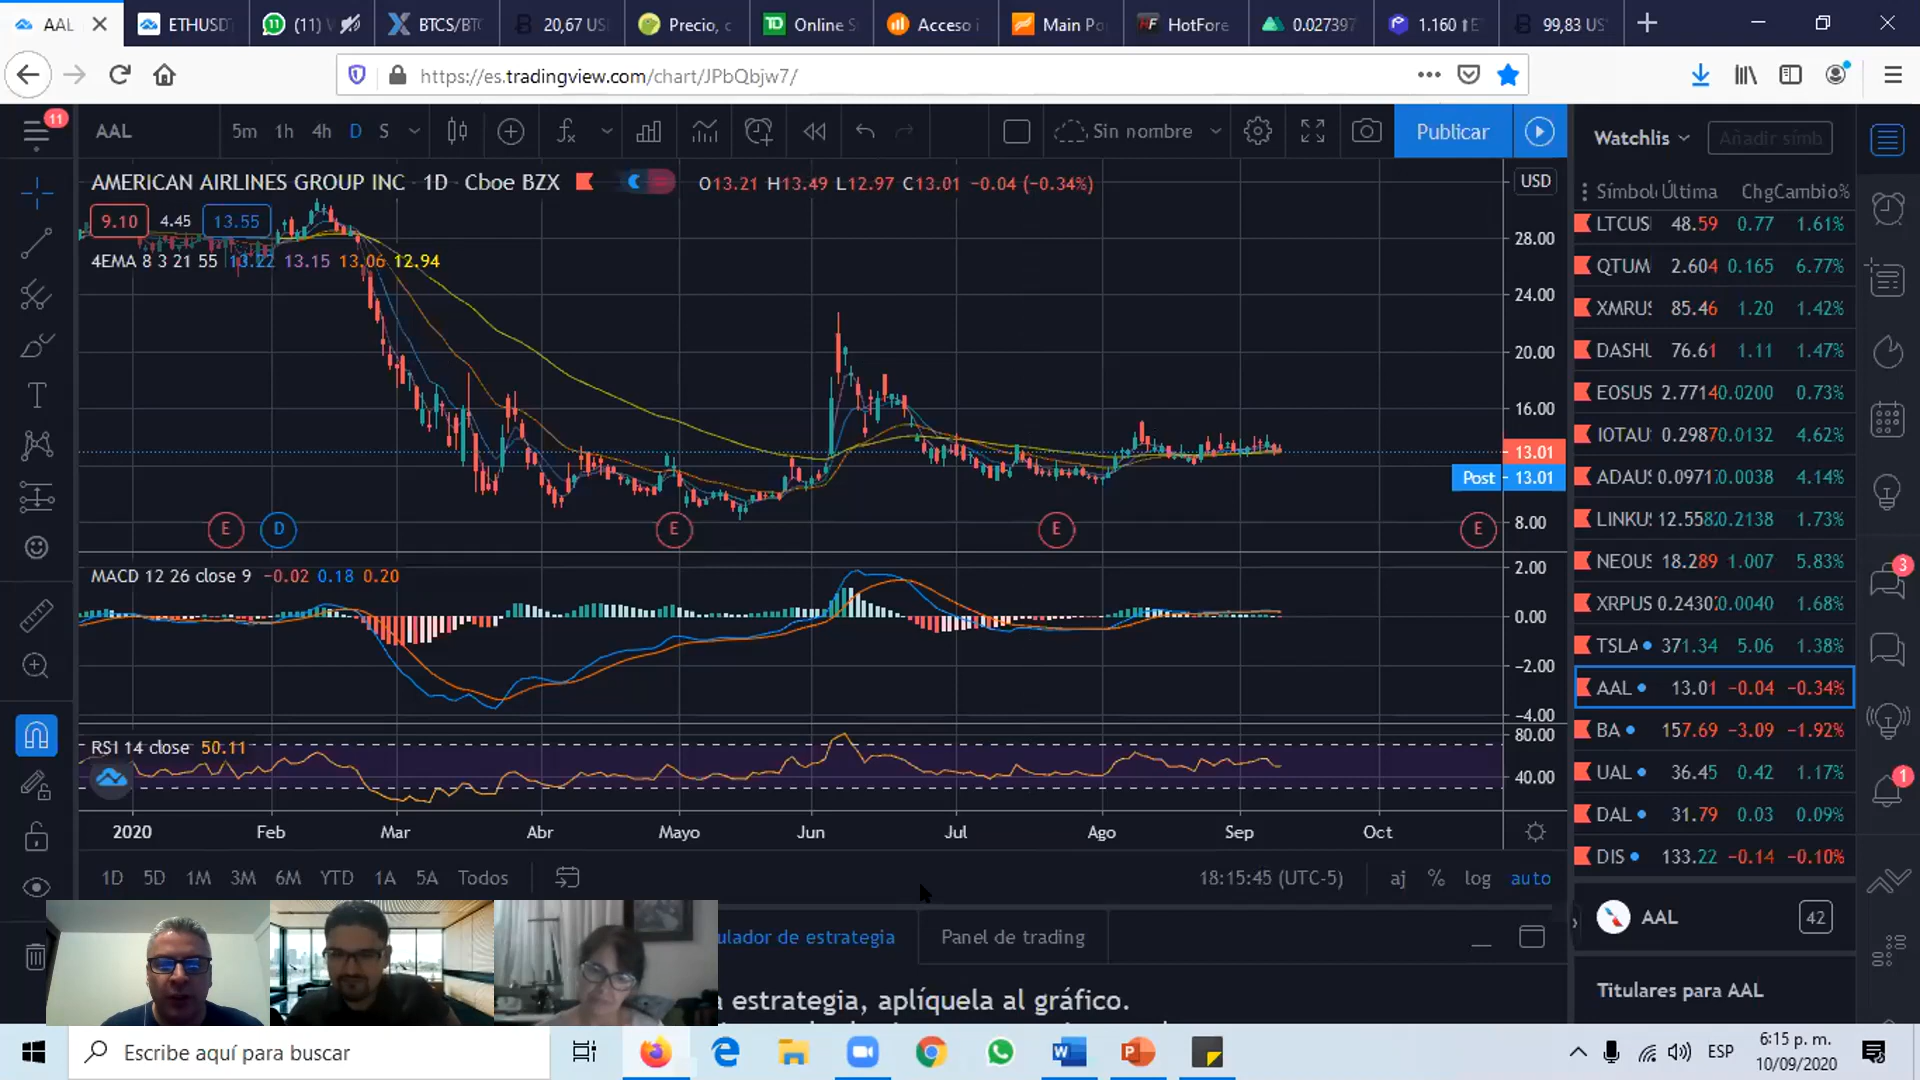 AAL
ETHUSDT
(11)
BTCS/BTC
20,67 US
Precio, c
Online S
Acceso i
Main Po
HotFore
0.027397
1.160
99,83 US
https://es.tradingview.com/chart/JPbQbjw7/
11
AAL
5m 1h 4h D S
Sin nombre
Publicar
AMERICAN AIRLINES GROUP INC 1D Cboe BZX O13.21 H13.49 L12.97 C13.01 −0.04 (−0.34%)
9.10 4.45 13.55
4EMA 8 3 21 55 13.22 13.15 13.06 12.94
USD
28.00
24.00
20.00
16.00
13.01
Post 13.01
8.00
E D E E E
MACD 12 26 close 9 −0.02 0.18 0.20
2.00
0.00
−2.00
−4.00
RSI 14 close 50.11
80.00
40.00
2020 Feb Mar Abr Mayo Jun Jul Ago Sep Oct
1D 5D 1M 3M 6M YTD 1A 5A Todos
18:15:45 (UTC-5) aj % log auto
ulador de estrategia Panel de trading
a estrategia, aplíquela al gráfico.
Watchlis Añadir símb
Símbol Última Chg Cambio%
LTCUS 48.59 0.77 1.61%
QTUM 2.604 0.165 6.77%
XMRUS 85.46 1.20 1.42%
DASHU 76.61 1.11 1.47%
EOSUS 2.7714 0.0200 0.73%
IOTAU 0.2987 0.0132 4.62%
ADAUS 0.0971 0.0038 4.14%
LINKUS 12.558 0.2138 1.73%
NEOUS 18.289 1.007 5.83%
XRPUS 0.2430 0.0040 1.68%
TSLA 371.34 5.06 1.38%
AAL 13.01 −0.04 −0.34%
BA 157.69 −3.09 −1.92%
UAL 36.45 0.42 1.17%
DAL 31.79 0.03 0.09%
DIS 133.22 −0.14 −0.10%
AAL 42
Titulares para AAL
3
1
Escribe aquí para buscar
ESP
6:15 p. m.
10/09/2020